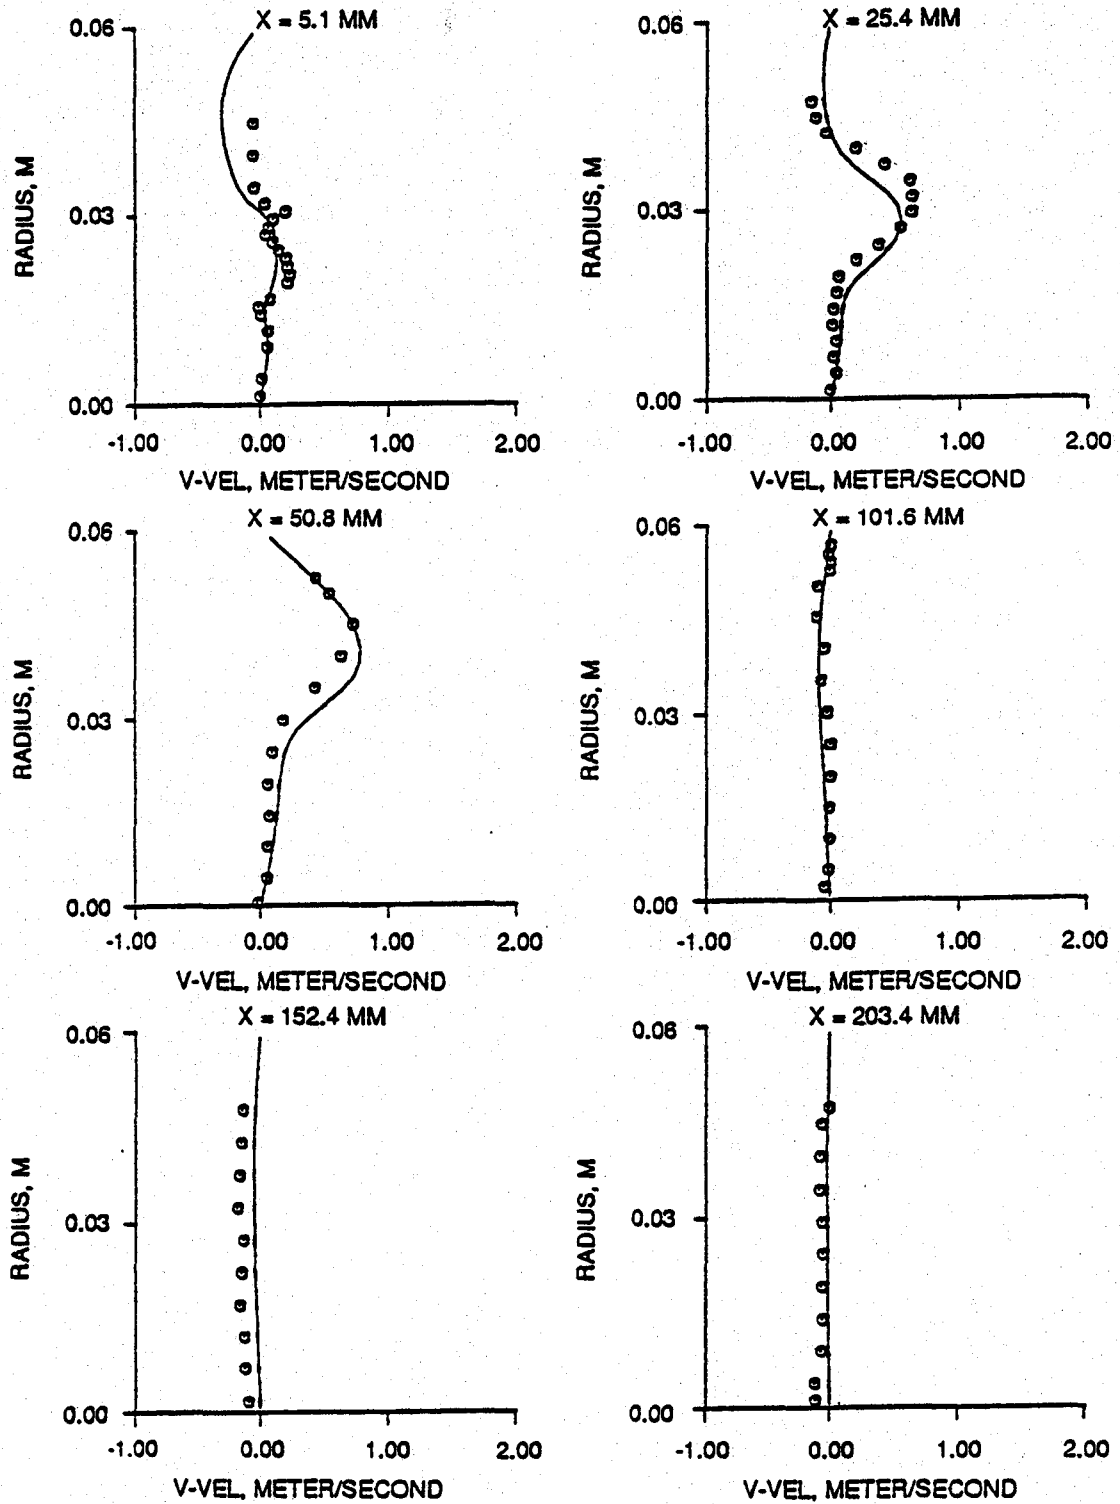 X = 5.1 MM
0.06
RADIUS, M
0.03
0.00
-1.00 0.00 1.00 2.00
V-VEL, METER/SECOND
X = 25.4 MM
0.06
RADIUS, M
0.03
0.00
-1.00 0.00 1.00 2.00
V-VEL, METER/SECOND
X = 50.8 MM
0.06
RADIUS, M
0.03
0.00
-1.00 0.00 1.00 2.00
V-VEL, METER/SECOND
X = 101.6 MM
0.06
RADIUS, M
0.03
0.00
-1.00 0.00 1.00 2.00
V-VEL, METER/SECOND
X = 152.4 MM
0.06
RADIUS, M
0.03
0.00
-1.00 0.00 1.00 2.00
V-VEL, METER/SECOND
X = 203.4 MM
0.06
RADIUS, M
0.03
0.00
-1.00 0.00 1.00 2.00
V-VEL, METER/SECOND